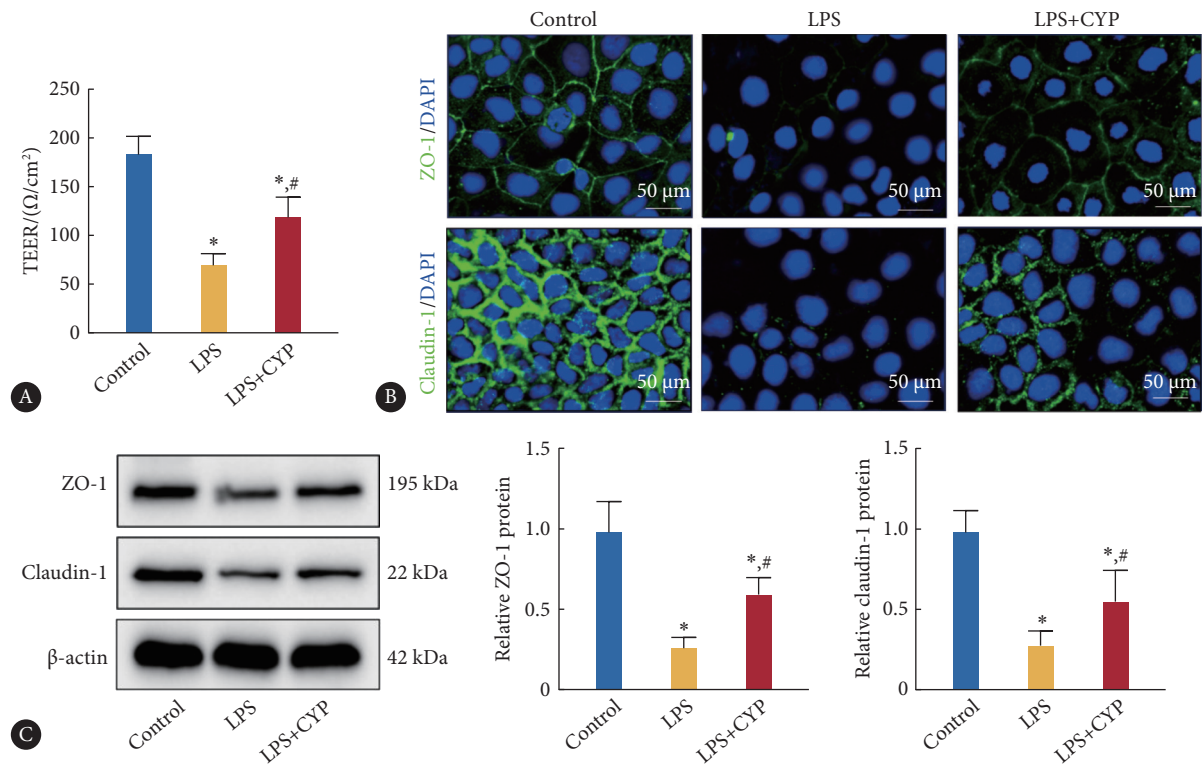 250
200
150
100
50
0
TEER/(Ω/cm²)
*
*,#
Control
LPS
LPS+CYP
A
Control
LPS
LPS+CYP
ZO-1/DAPI
50 μm
50 μm
50 μm
Claudin-1/DAPI
50 μm
50 μm
50 μm
B
ZO-1
195 kDa
Claudin-1
22 kDa
β-actin
42 kDa
Control
LPS
LPS+CYP
C
1.5
1.0
0.5
0
Relative ZO-1 protein
*
*,#
Control
LPS
LPS+CYP
1.5
1.0
0.5
0
Relative claudin-1 protein
*
*,#
Control
LPS
LPS+CYP